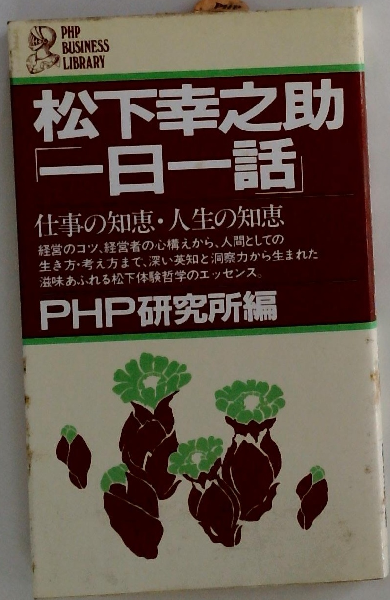 PHP
BUSINESS
LIBRARY
松下幸之助
「一日一話」
仕事の知恵・人生の知恵
経営のコツ、経営者の心構えから、人間としての
生き方・考え方まで、深い英知と洞察力から生まれた
滋味あふれる松下体験哲学のエッセンス。
PHP研究所編